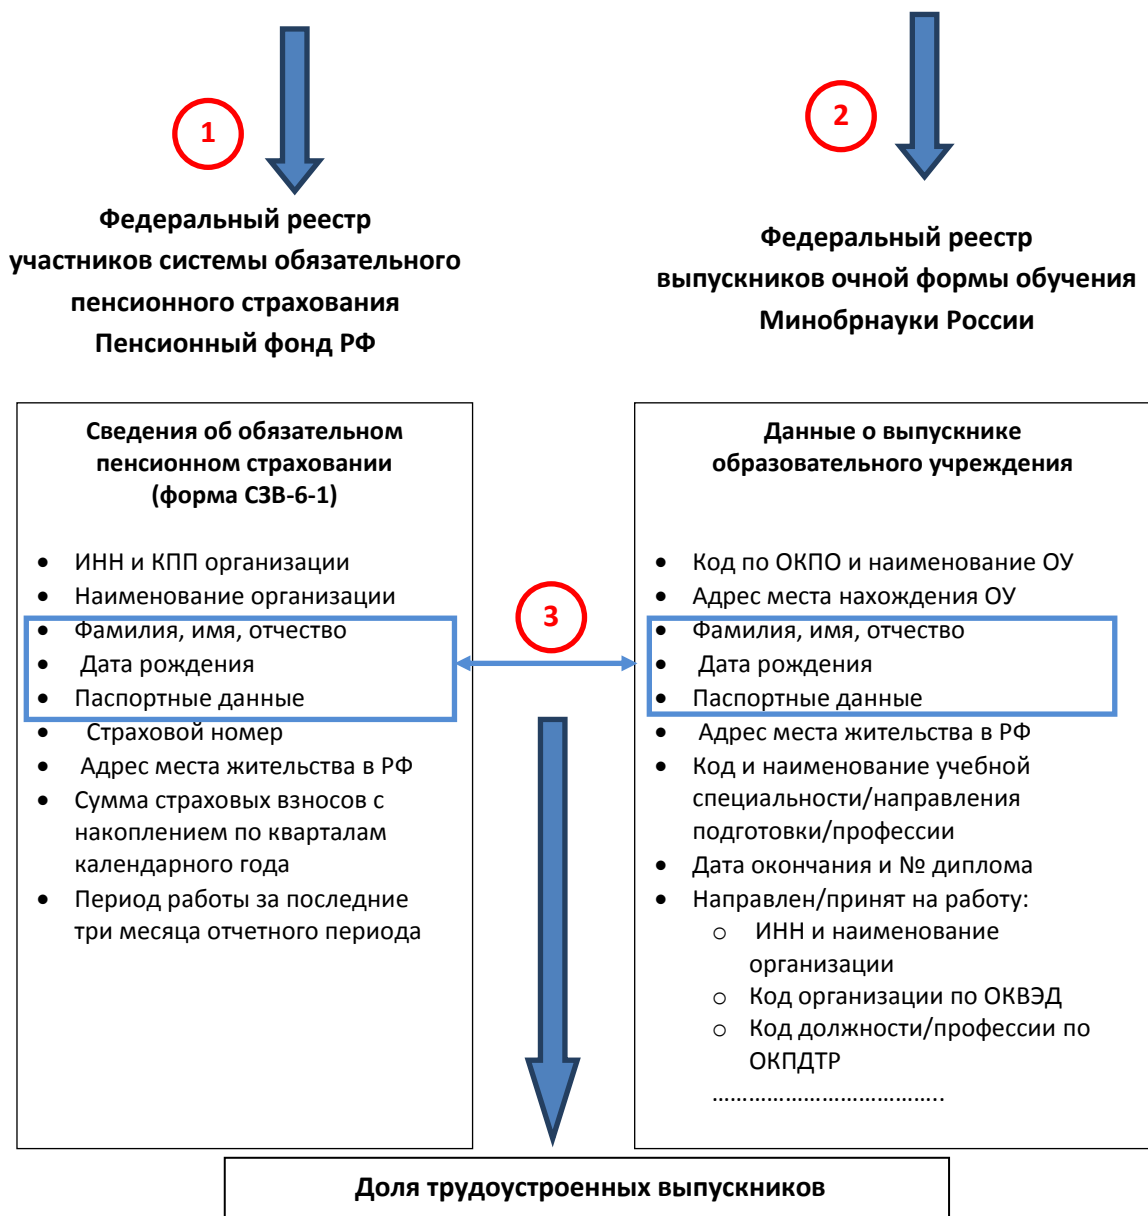 1
2
Федеральный реестр
участников системы обязательного
пенсионного страхования
Пенсионный фонд РФ
Федеральный реестр
выпускников очной формы обучения
Минобрнауки России
Сведения об обязательном
пенсионном страховании
(форма СЗВ-6-1)
• ИНН и КПП организации
• Наименование организации
• Фамилия, имя, отчество
• Дата рождения
• Паспортные данные
• Страховой номер
• Адрес места жительства в РФ
• Сумма страховых взносов с
накоплением по кварталам
календарного года
• Период работы за последние
три месяца отчетного периода
3
Данные о выпускнике
образовательного учреждения
• Код по ОКПО и наименование ОУ
• Адрес места нахождения ОУ
• Фамилия, имя, отчество
• Дата рождения
• Паспортные данные
• Адрес места жительства в РФ
• Код и наименование учебной
специальности/направления
подготовки/профессии
• Дата окончания и № диплома
• Направлен/принят на работу:
o ИНН и наименование
организации
o Код организации по ОКВЭД
o Код должности/профессии по
ОКПДТР
………………………………..
Доля трудоустроенных выпускников